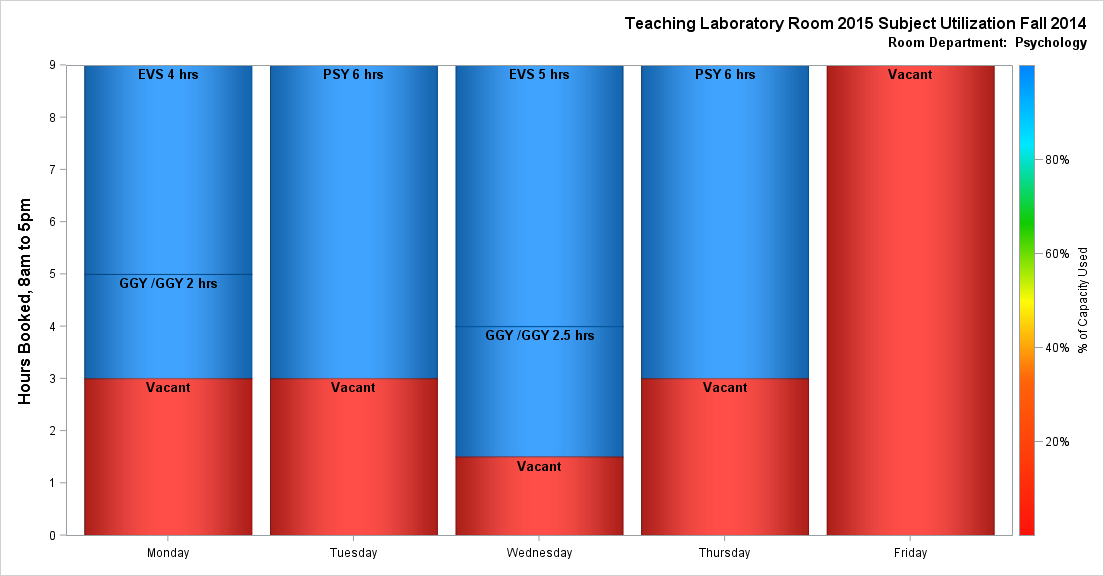 Teaching Laboratory Room 2015 Subject Utilization Fall 2014
Room Department:  Psychology
Hours Booked, 8am to 5pm
9
8
7
6
5
4
3
2
1
0
EVS 4 hrs
GGY /GGY 2 hrs
Vacant
PSY 6 hrs
Vacant
EVS 5 hrs
GGY /GGY 2.5 hrs
Vacant
PSY 6 hrs
Vacant
Vacant
Monday
Tuesday
Wednesday
Thursday
Friday
80%
60%
40%
20%
% of Capacity Used